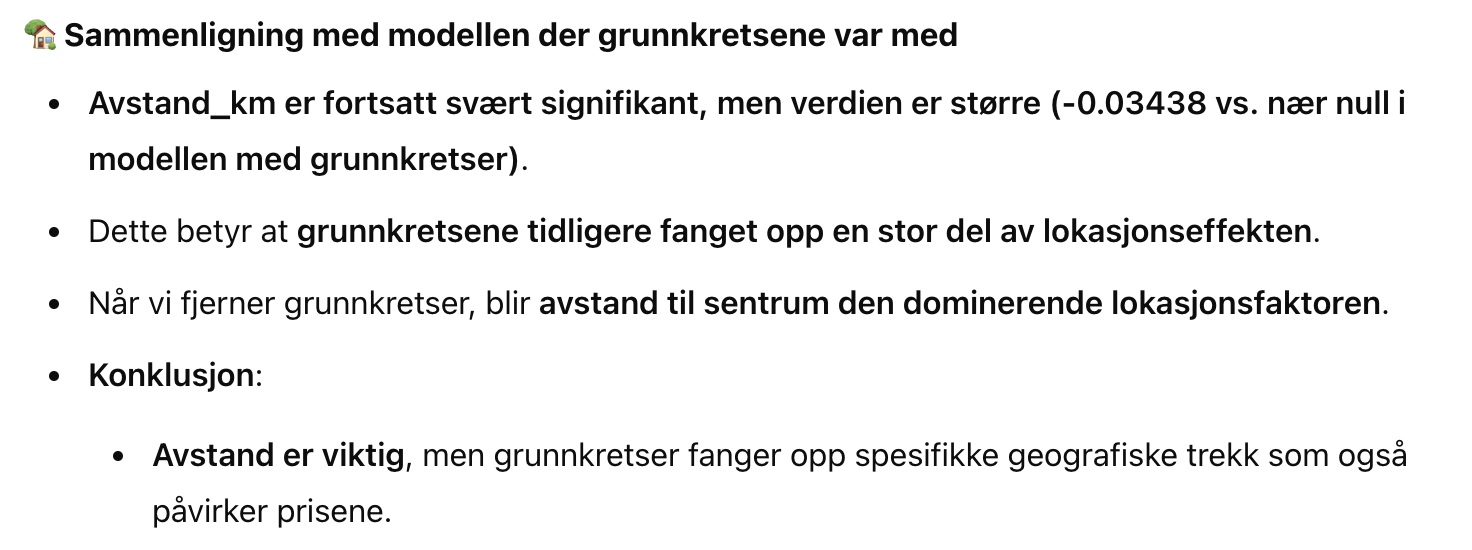 🏡 Sammenligning med modellen der grunnkretsene var med
• Avstand_km er fortsatt svært signifikant, men verdien er større (-0.03438 vs. nær null i
modellen med grunnkretser).
• Dette betyr at grunnkretsene tidligere fanget opp en stor del av lokasjonseffekten.
• Når vi fjerner grunnkretser, blir avstand til sentrum den dominerende lokasjonsfaktoren.
• Konklusjon:
• Avstand er viktig, men grunnkretser fanger opp spesifikke geografiske trekk som også
påvirker prisene.